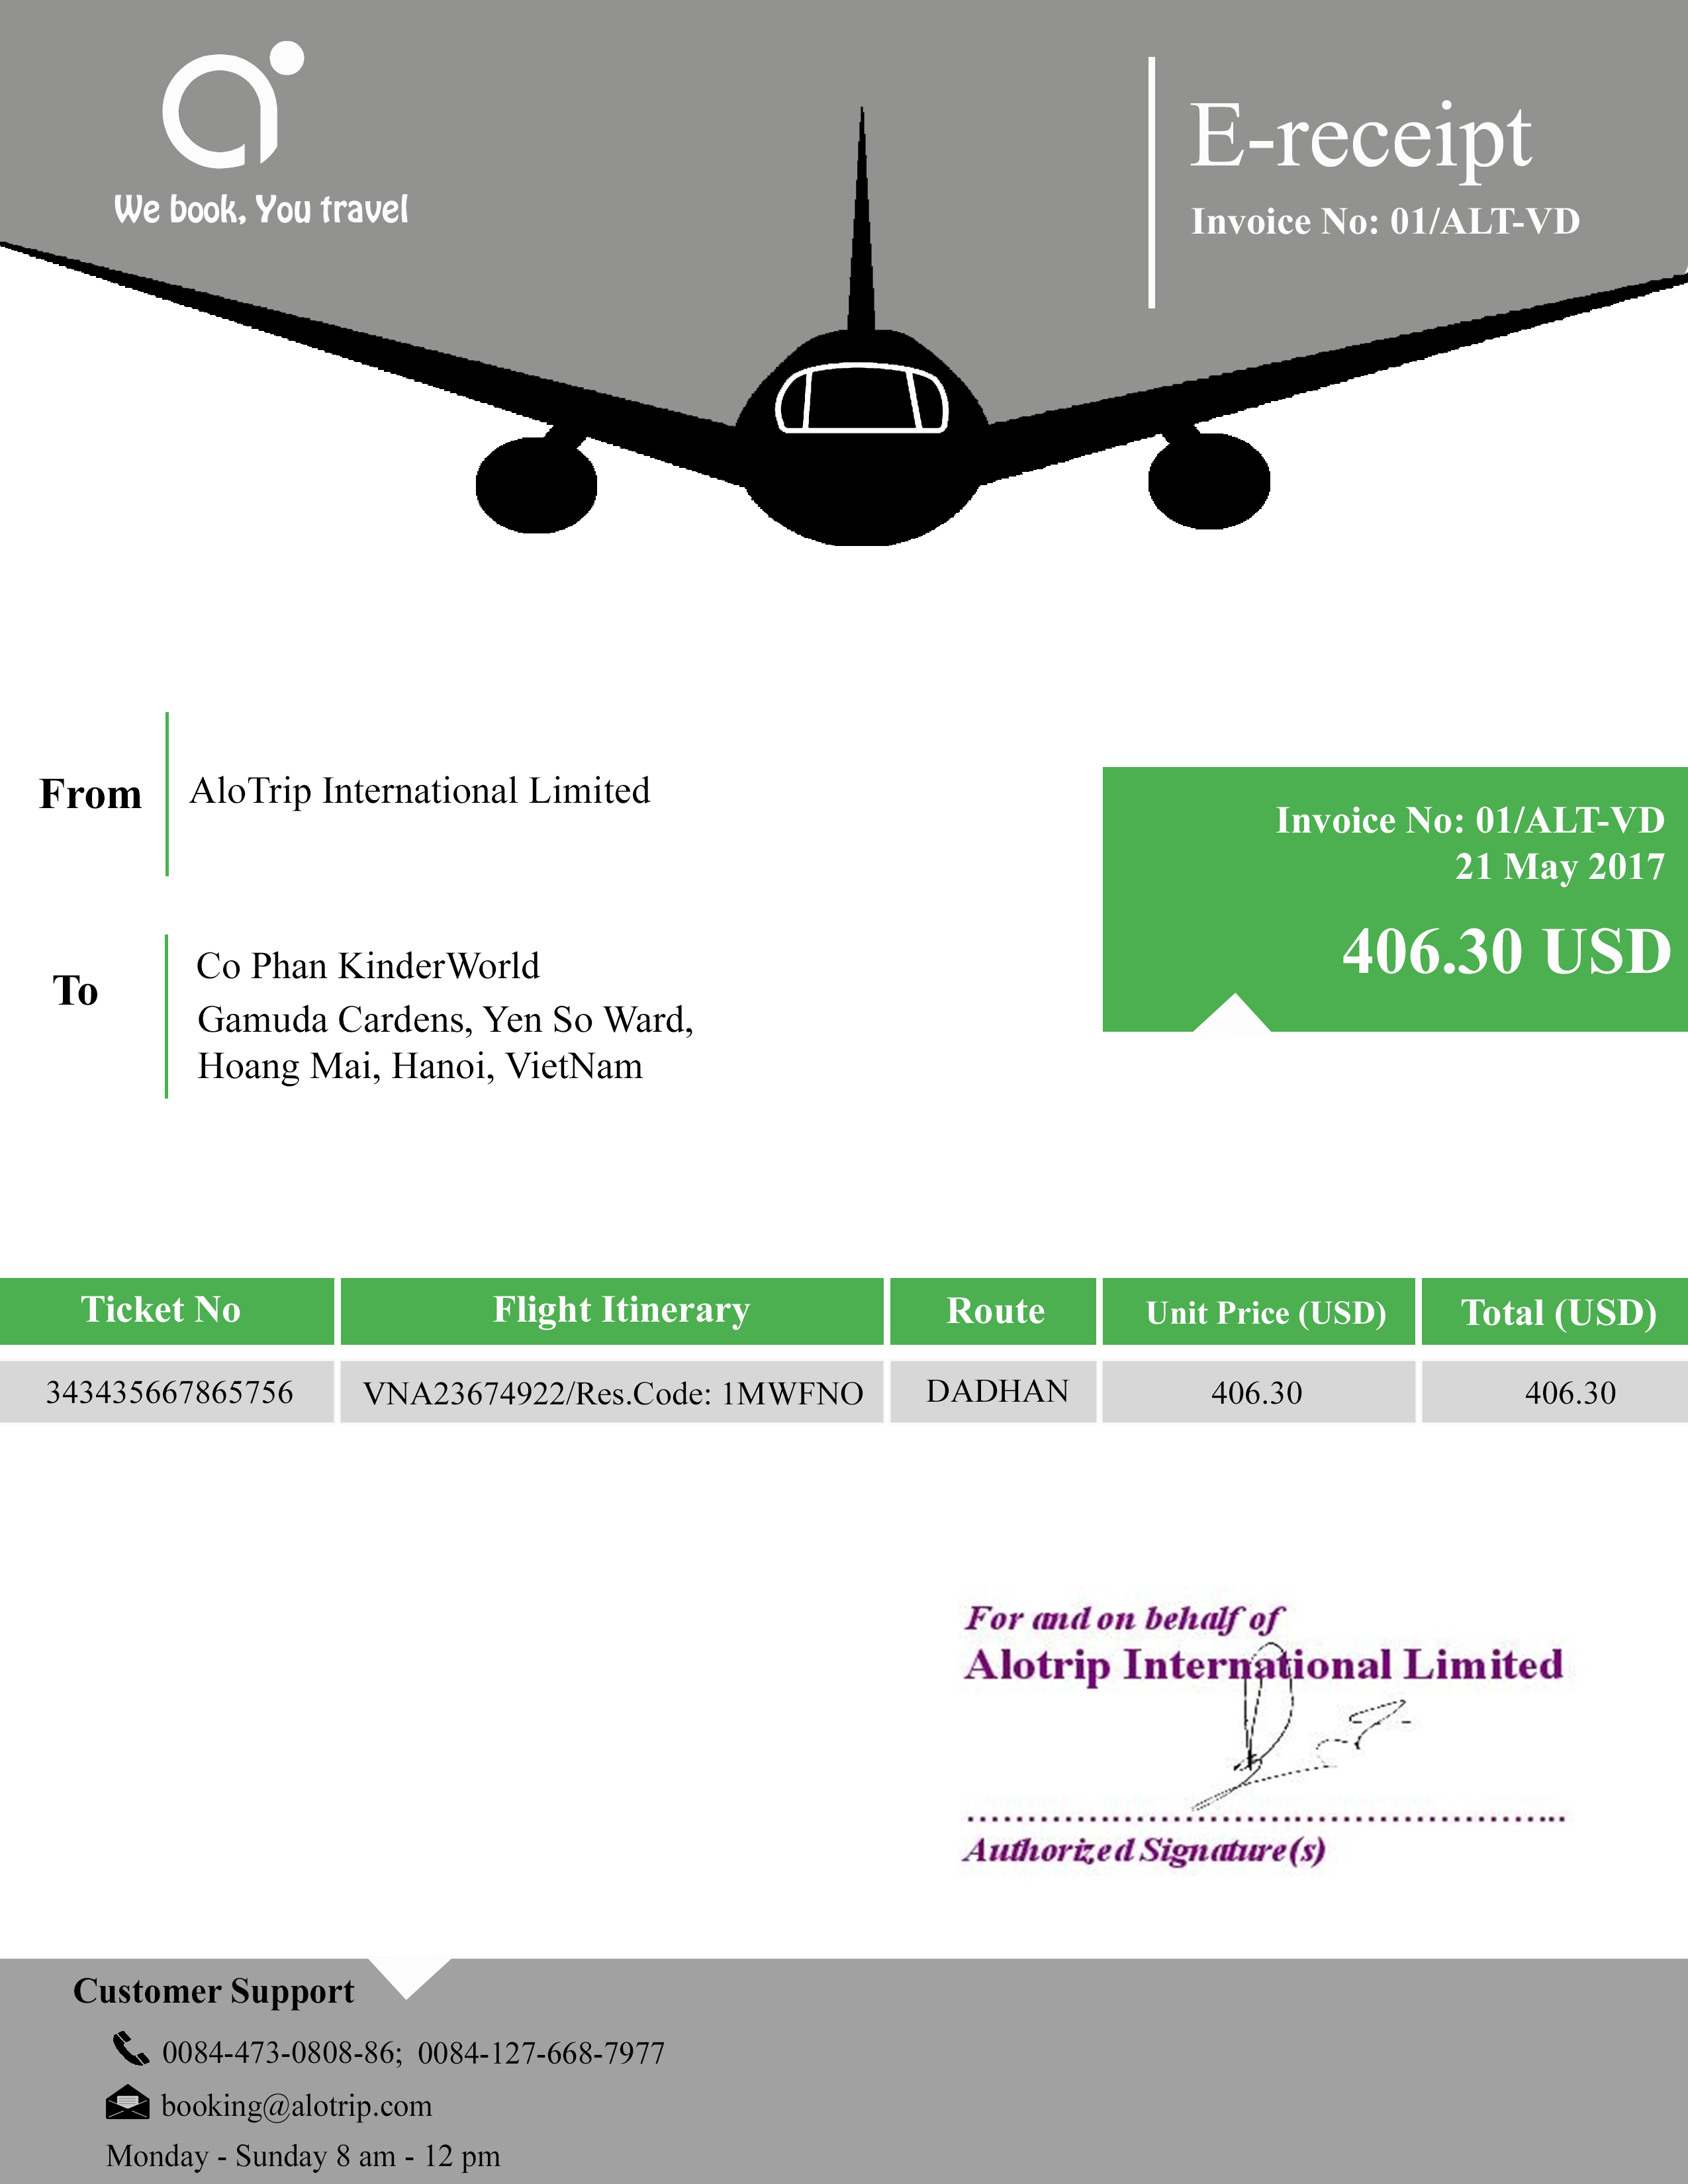 We book, You travel
E-receipt
Invoice No: 01/ALT-VD
From
AloTrip International Limited
Invoice No: 01/ALT-VD
21 May 2017
406.30 USD
To
Co Phan KinderWorld
Gamuda Cardens, Yen So Ward,
Hoang Mai, Hanoi, VietNam
Ticket No Flight Itinerary Route Unit Price (USD) Total (USD)
343435667865756 VNA23674922/Res.Code: 1MWFNO DADHAN 406.30 406.30
For and on behalf of
Alotrip International Limited
Authorized Signature(s)
Customer Support
0084-473-0808-86; 0084-127-668-7977
booking@alotrip.com
Monday - Sunday 8 am - 12 pm